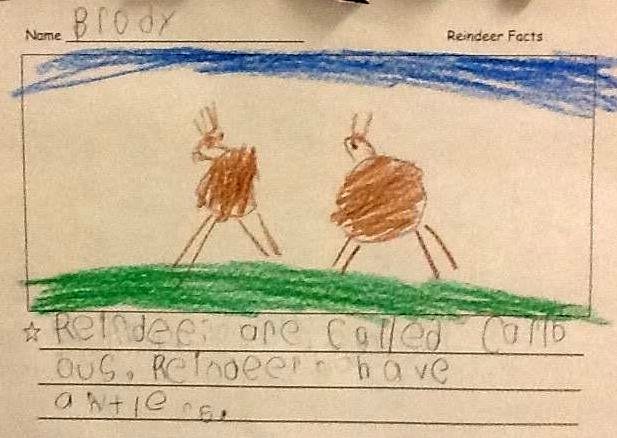 Name Brody
Reindeer Facts
☆ Reindeer are Called Carib
ous. Reindeer have
antlers.